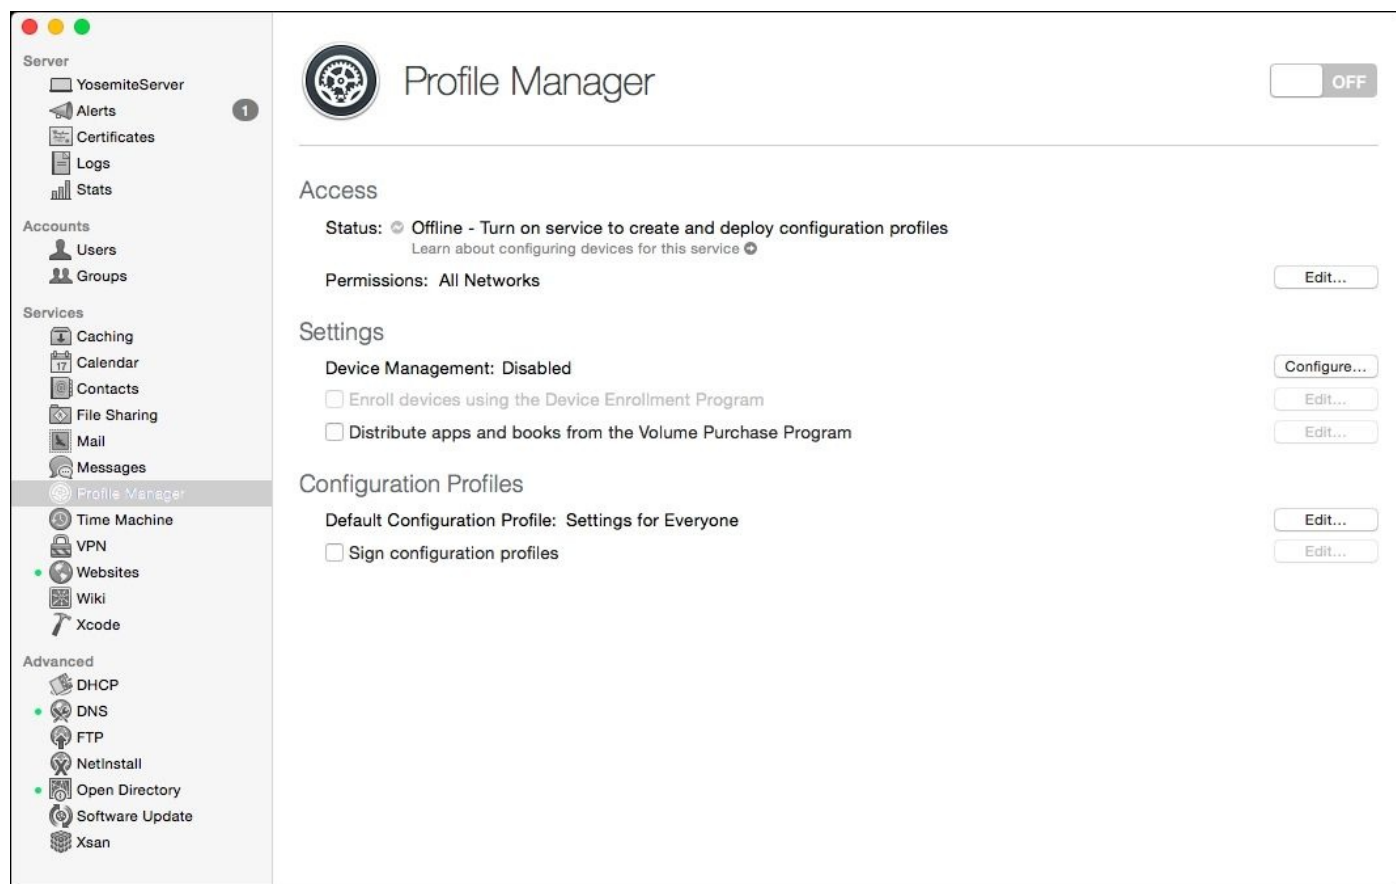 Server
YosemiteServer
Alerts 1
Certificates
Logs
Stats
Accounts
Users
Groups
Services
Caching
17 Calendar
Contacts
File Sharing
Mail
Messages
Profile Manager
Time Machine
VPN
Websites
Wiki
Xcode
Advanced
DHCP
DNS
FTP
NetInstall
Open Directory
Software Update
Xsan
Profile Manager OFF
Access
Status: Offline - Turn on service to create and deploy configuration profiles
Learn about configuring devices for this service
Permissions: All Networks Edit...
Settings
Device Management: Disabled Configure...
Enroll devices using the Device Enrollment Program Edit...
Distribute apps and books from the Volume Purchase Program Edit...
Configuration Profiles
Default Configuration Profile: Settings for Everyone Edit...
Sign configuration profiles Edit...